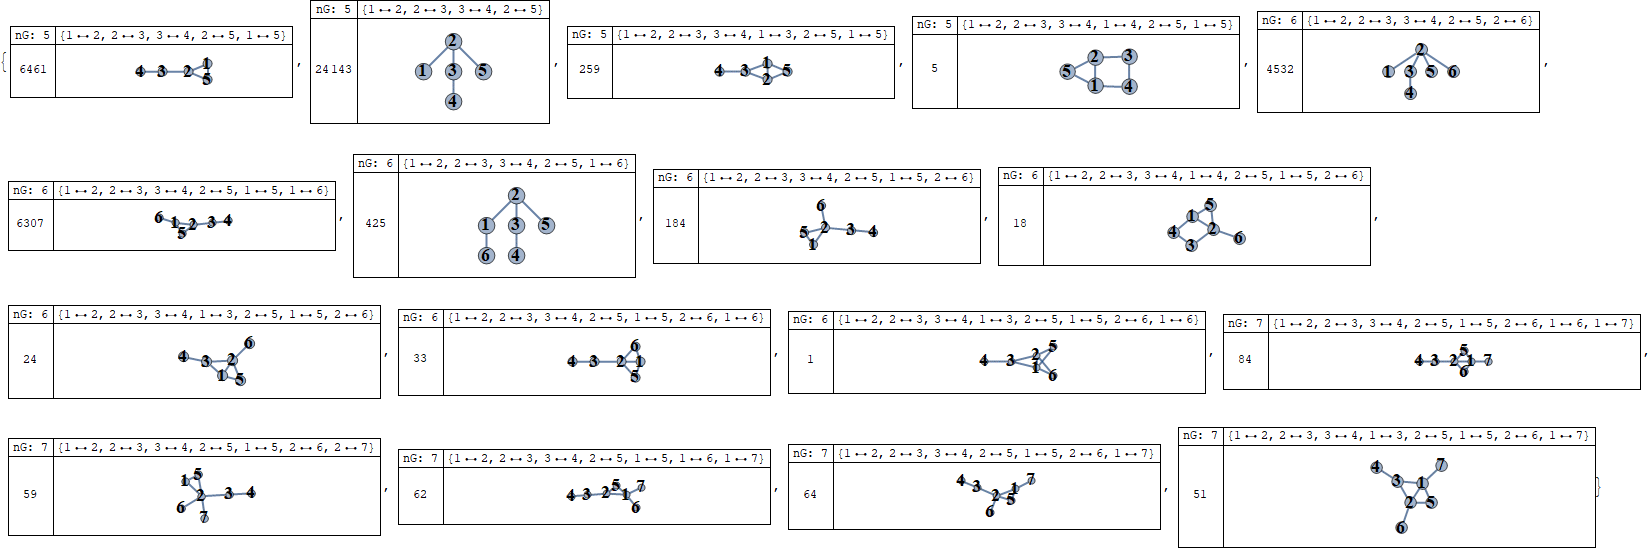 { nG: 5 {1↔2, 2↔3, 3↔4, 2↔5, 1↔5}
6461 4 3 2 1 5 ,
nG: 5 {1↔2, 2↔3, 3↔4, 2↔5}
24143 2 1 3 5 4 ,
nG: 5 {1↔2, 2↔3, 3↔4, 1↔3, 2↔5, 1↔5}
259 4 3 1 2 5 ,
nG: 5 {1↔2, 2↔3, 3↔4, 1↔4, 2↔5, 1↔5}
5 2 3 5 1 4 ,
nG: 6 {1↔2, 2↔3, 3↔4, 2↔5, 2↔6}
4532 2 1 3 5 6 4 ,
nG: 6 {1↔2, 2↔3, 3↔4, 2↔5, 1↔5, 1↔6}
6307 6 1 2 3 4 5 ,
nG: 6 {1↔2, 2↔3, 3↔4, 2↔5, 1↔6}
425 2 1 3 5 6 4 ,
nG: 6 {1↔2, 2↔3, 3↔4, 2↔5, 1↔5, 2↔6}
184 6 5 2 3 4 1 ,
nG: 6 {1↔2, 2↔3, 3↔4, 1↔4, 2↔5, 1↔5, 2↔6}
18 5 1 4 2 6 3 ,
nG: 6 {1↔2, 2↔3, 3↔4, 1↔3, 2↔5, 1↔5, 2↔6}
24 6 4 3 2 1 5 ,
nG: 6 {1↔2, 2↔3, 3↔4, 2↔5, 1↔5, 2↔6, 1↔6}
33 6 4 3 2 1 5 ,
nG: 6 {1↔2, 2↔3, 3↔4, 1↔3, 2↔5, 1↔5, 2↔6, 1↔6}
1 5 2 4 3 1 6 ,
nG: 7 {1↔2, 2↔3, 3↔4, 2↔5, 1↔5, 2↔6, 1↔6, 1↔7}
84 5 4 3 2 1 7 6 ,
nG: 7 {1↔2, 2↔3, 3↔4, 2↔5, 1↔5, 2↔6, 2↔7}
59 5 1 2 3 4 6 7 ,
nG: 7 {1↔2, 2↔3, 3↔4, 2↔5, 1↔5, 1↔6, 1↔7}
62 5 7 4 3 2 1 6 ,
nG: 7 {1↔2, 2↔3, 3↔4, 2↔5, 1↔5, 2↔6, 1↔7}
64 4 7 3 1 2 5 6 ,
nG: 7 {1↔2, 2↔3, 3↔4, 1↔3, 2↔5, 1↔5, 2↔6, 1↔7}
51 4 7 3 1 2 5 6 }